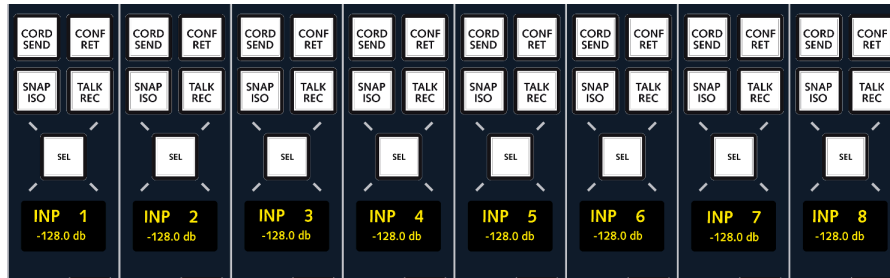 CORD SEND CONF RET CORD SEND CONF RET CORD SEND CONF RET CORD SEND CONF RET CORD SEND CONF RET CORD SEND CONF RET CORD SEND CONF RET CORD SEND CONF RET
SNAP ISO TALK REC SNAP ISO TALK REC SNAP ISO TALK REC SNAP ISO TALK REC SNAP ISO TALK REC SNAP ISO TALK REC SNAP ISO TALK REC SNAP ISO TALK REC
SEL SEL SEL SEL SEL SEL SEL SEL
INP 1 INP 2 INP 3 INP 4 INP 5 INP 6 INP 7 INP 8
-128.0 db -128.0 db -128.0 db -128.0 db -128.0 db -128.0 db -128.0 db -128.0 db